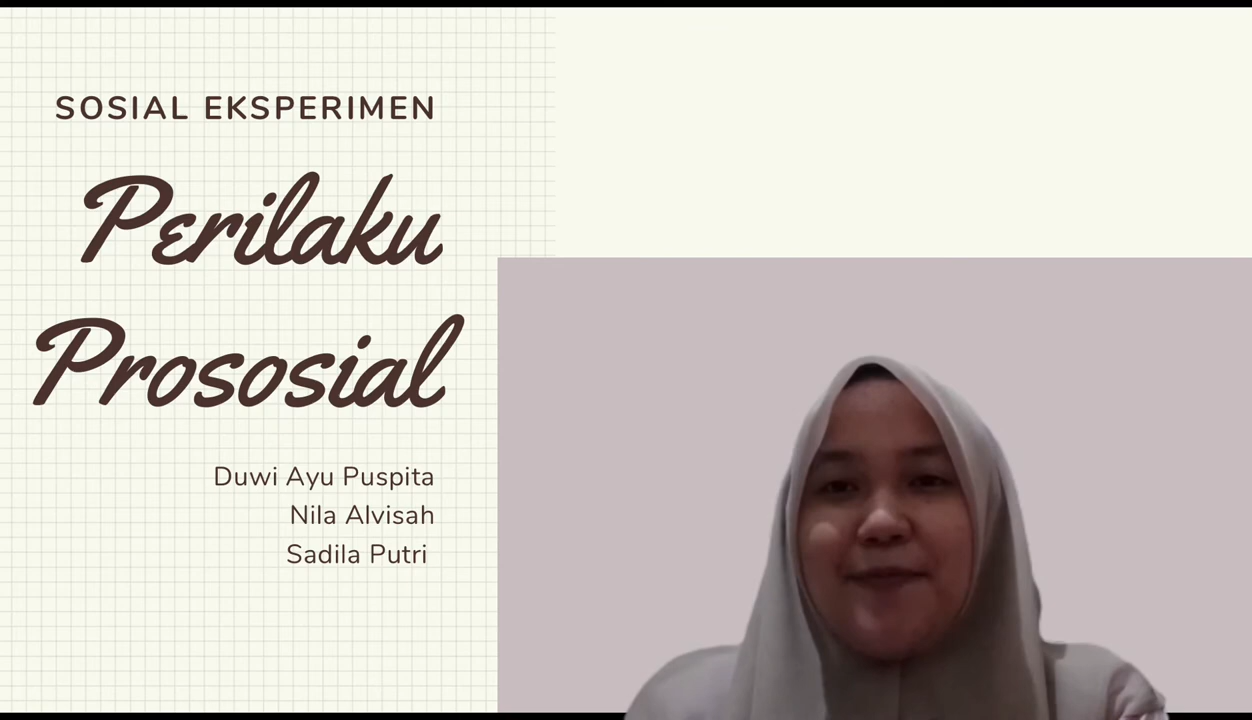 SOSIAL EKSPERIMEN
Perilaku
Prososial
Duwi Ayu Puspita
Nila Alvisah
Sadila Putri